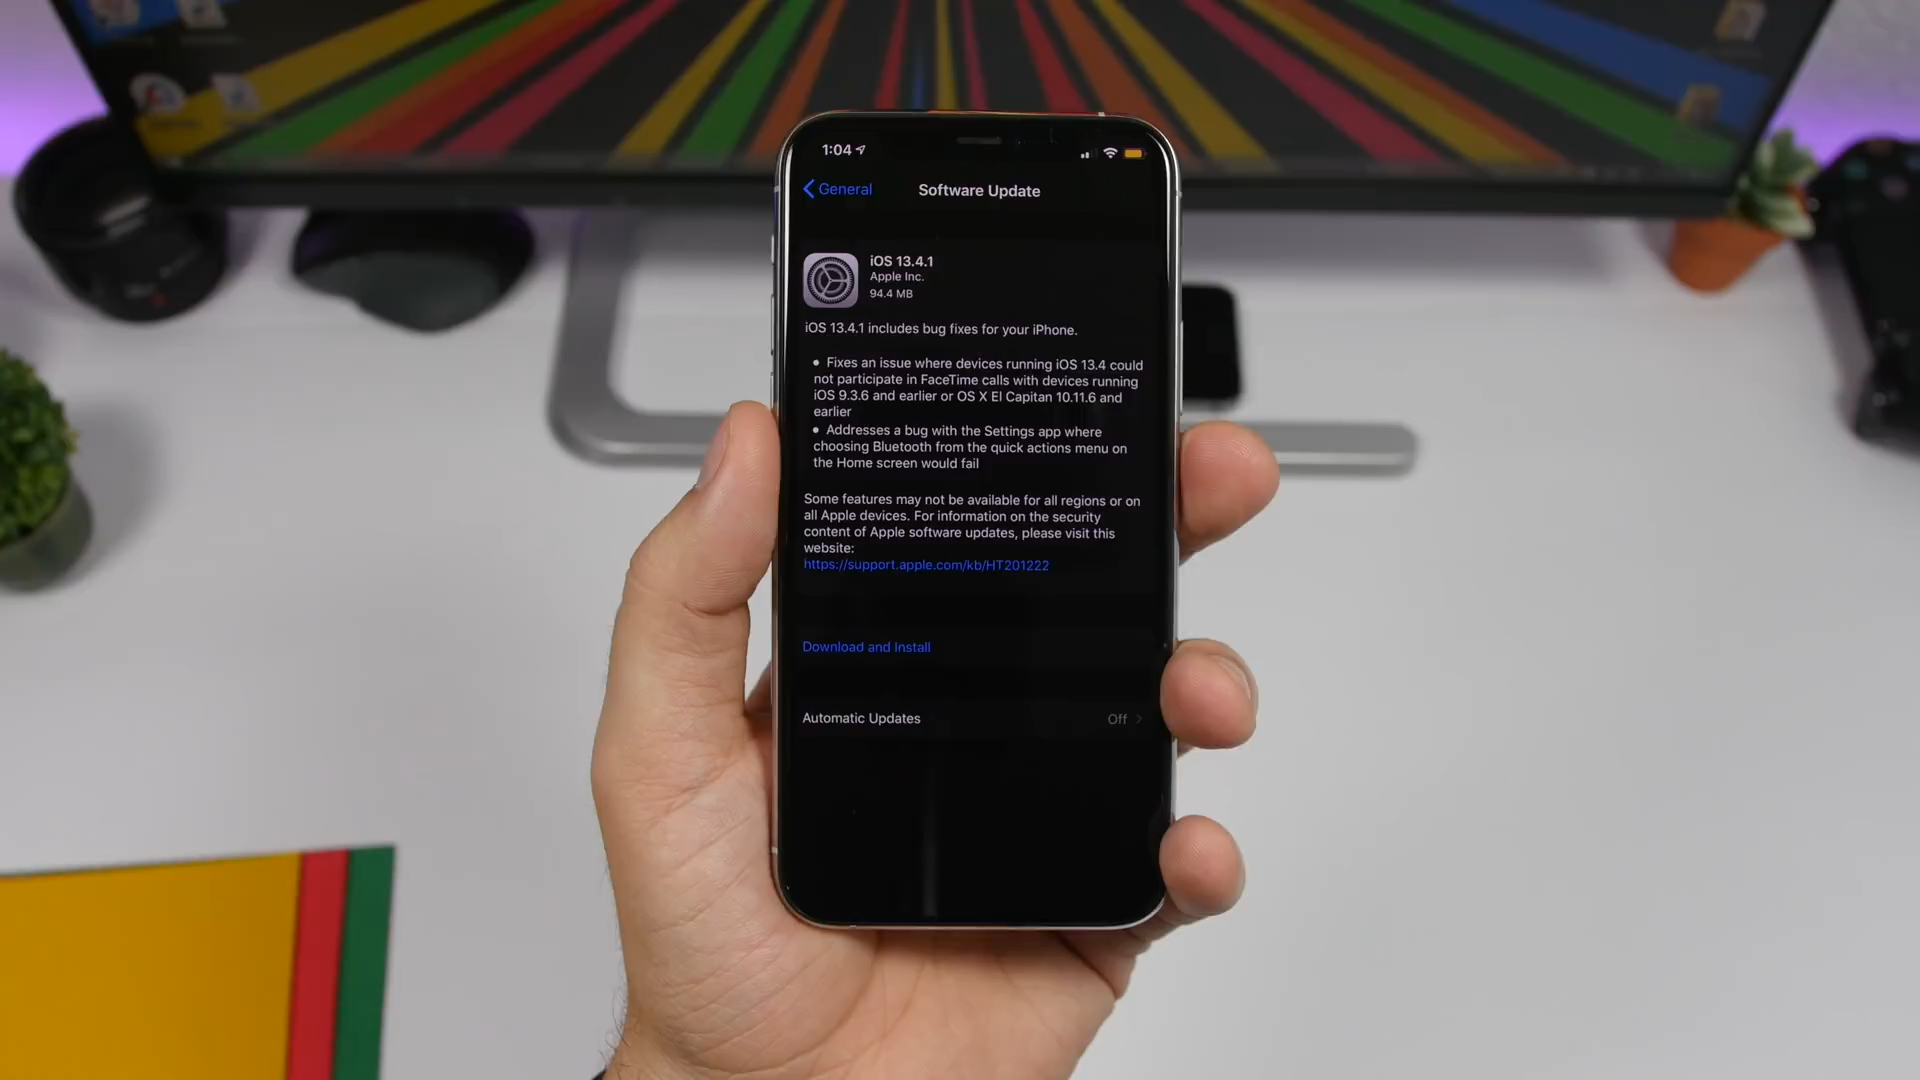 1:04
General
Software Update
iOS 13.4.1
Apple Inc.
94.4 MB
iOS 13.4.1 includes bug fixes for your iPhone.
• Fixes an issue where devices running iOS 13.4 could
not participate in FaceTime calls with devices running
iOS 9.3.6 and earlier or OS X El Capitan 10.11.6 and
earlier
• Addresses a bug with the Settings app where
choosing Bluetooth from the quick actions menu on
the Home screen would fail
Some features may not be available for all regions or on
all Apple devices. For information on the security
content of Apple software updates, please visit this
website:
https://support.apple.com/kb/HT201222
Download and Install
Automatic Updates
Off